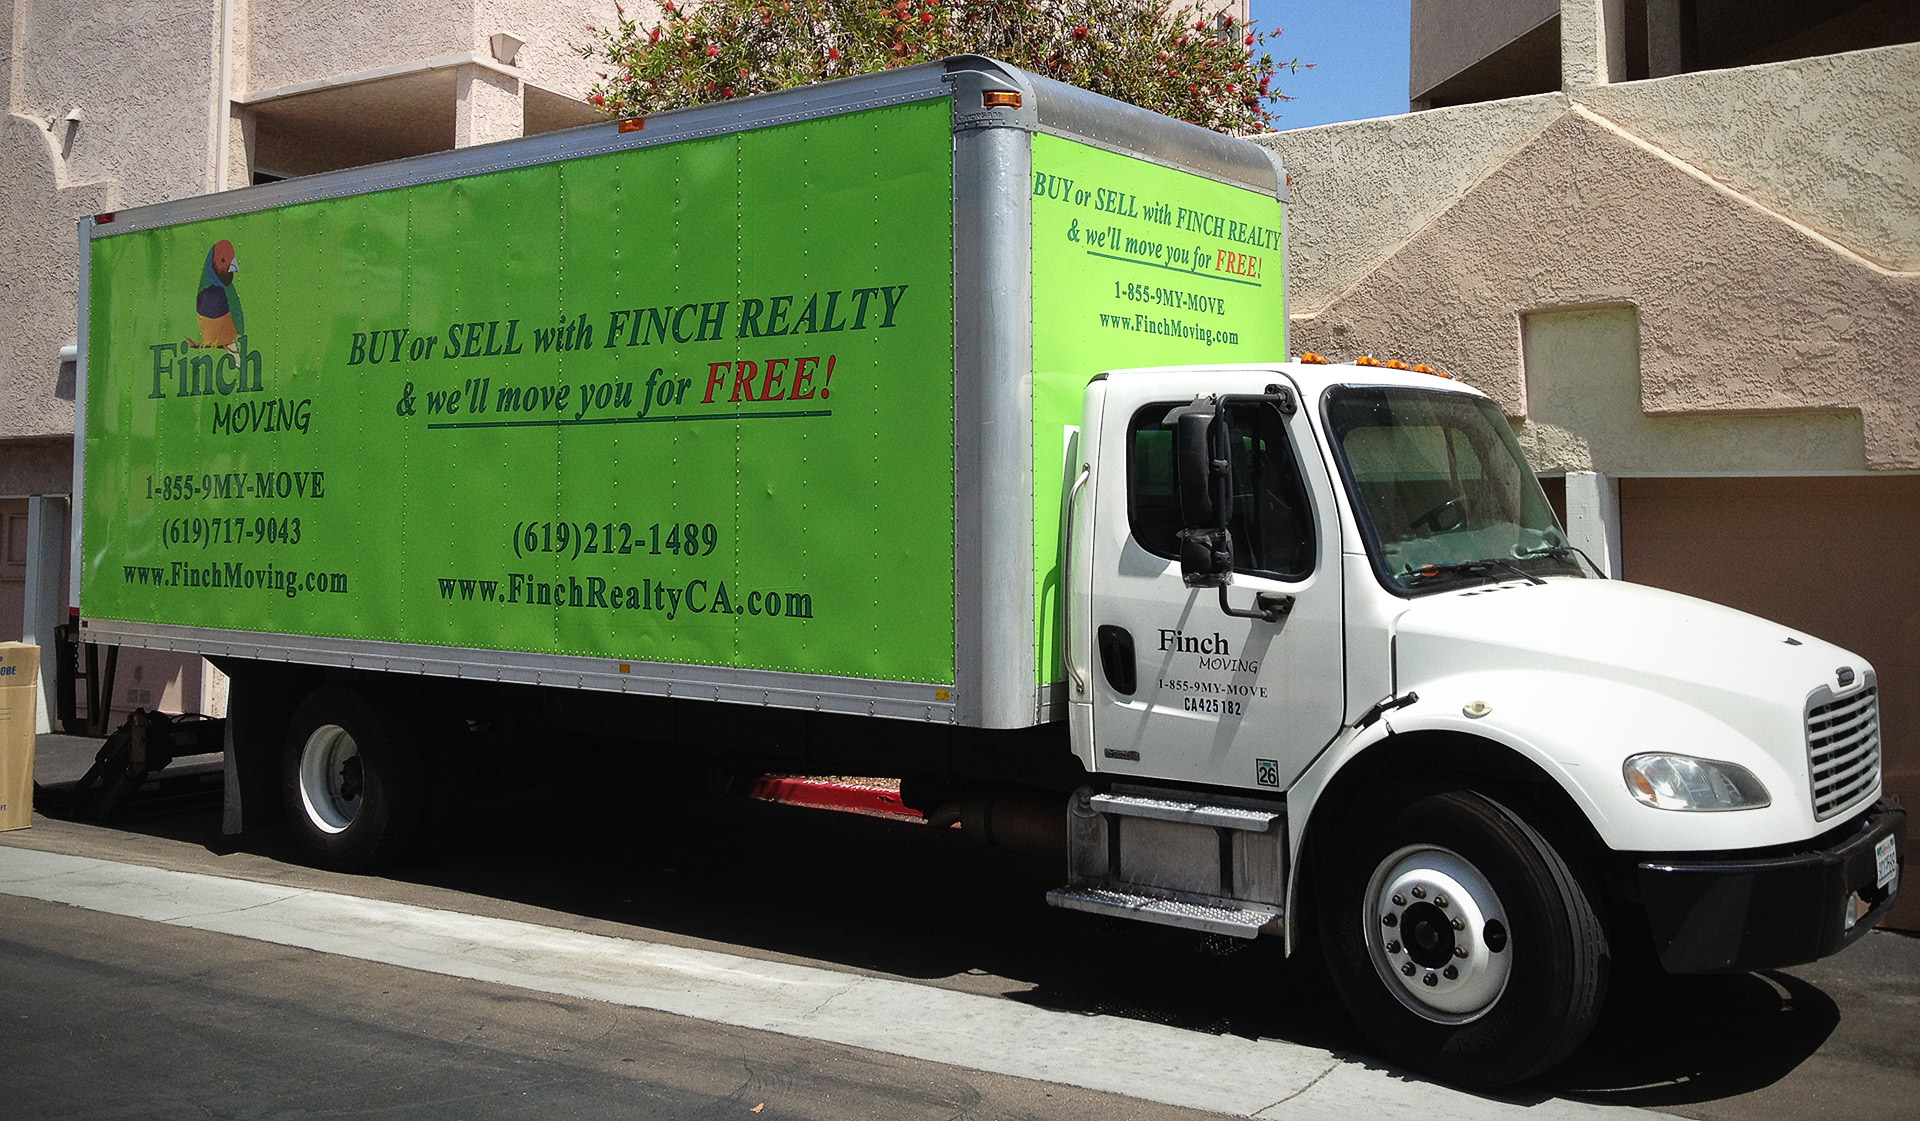 Finch
MOVING
1-855-9MY-MOVE
(619)717-9043
www.FinchMoving.com
BUY or SELL with FINCH REALTY
& we'll move you for FREE!
(619)212-1489
www.FinchRealtyCA.com
BUY or SELL with FINCH REALTY
& we'll move you for FREE!
1-855-9MY-MOVE
www.FinchMoving.com
Finch
MOVING
1-855-9MY-MOVE
CA425182
26